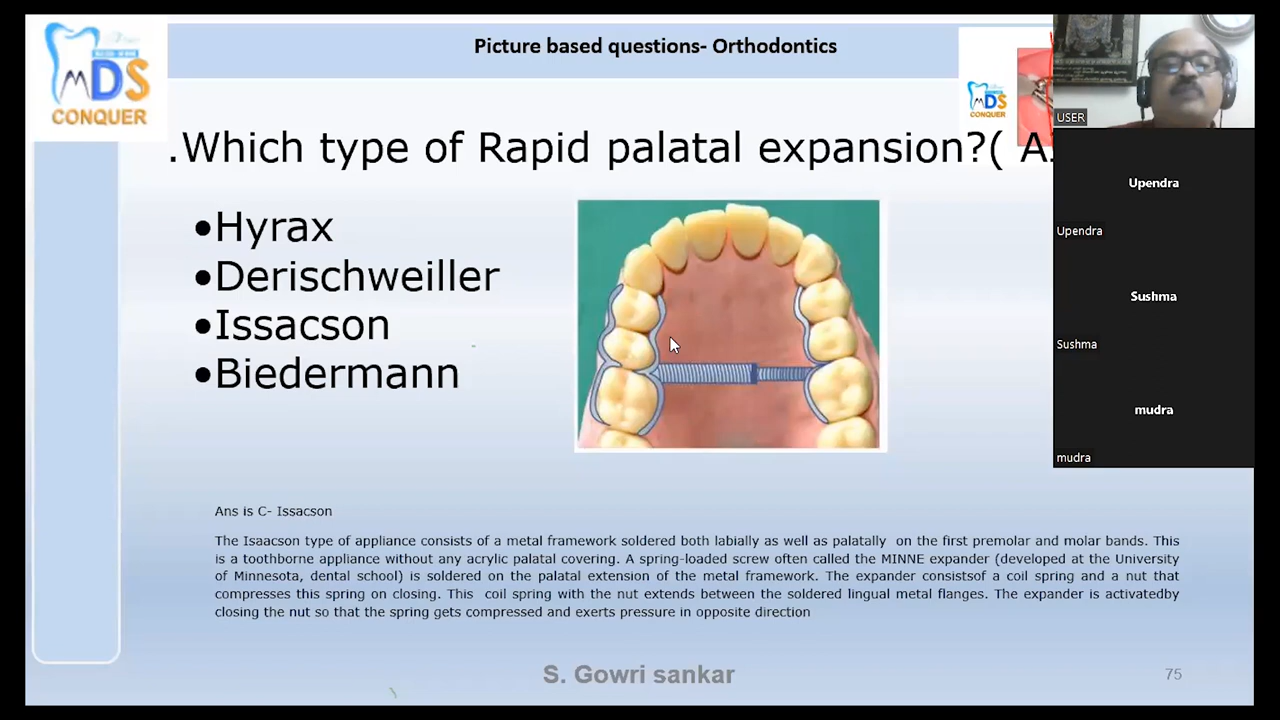 Picture based questions- Orthodontics
MDS
CONQUER
MDS
CONQUER
.Which type of Rapid palatal expansion?( A
•Hyrax
•Derischweiller
•Issacson
•Biedermann
Ans is C- Issacson
The Isaacson type of appliance consists of a metal framework soldered both labially as well as palatally on the first premolar and molar bands. This
is a toothborne appliance without any acrylic palatal covering. A spring-loaded screw often called the MINNE expander (developed at the University
of Minnesota, dental school) is soldered on the palatal extension of the metal framework. The expander consistsof a coil spring and a nut that
compresses this spring on closing. This coil spring with the nut extends between the soldered lingual metal flanges. The expander is activatedby
closing the nut so that the spring gets compressed and exerts pressure in opposite direction
S. Gowri sankar
75
USER
Upendra
Upendra
Sushma
Sushma
mudra
mudra